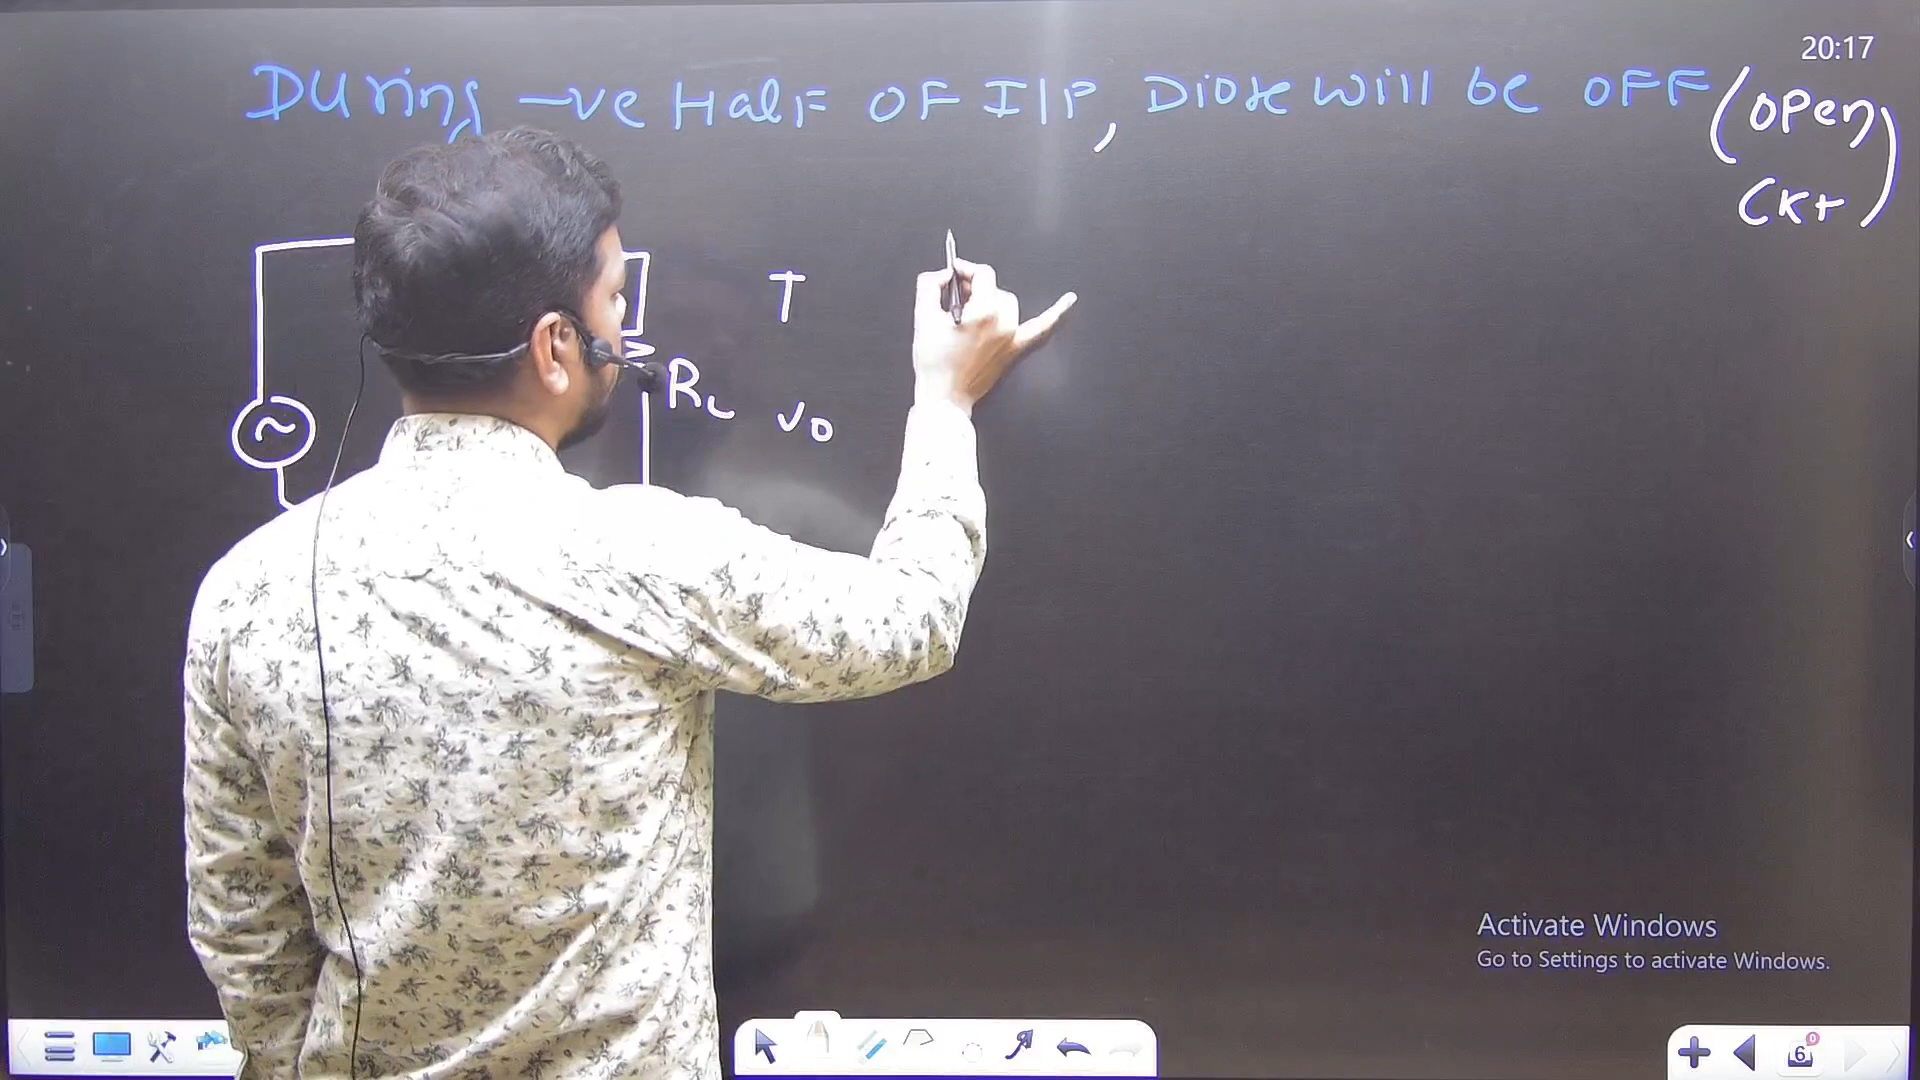 20:17
During -ve Half OF I/P, Diode will be OFF (open
CKt)
T
RL
vo
Activate Windows
Go to Settings to activate Windows.
6